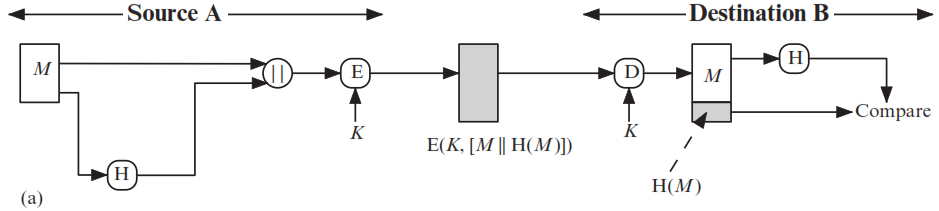 Source A
Destination B
M
||
E
D
M
H
K
K
Compare
E(K, [M || H(M)])
H
H(M)
(a)